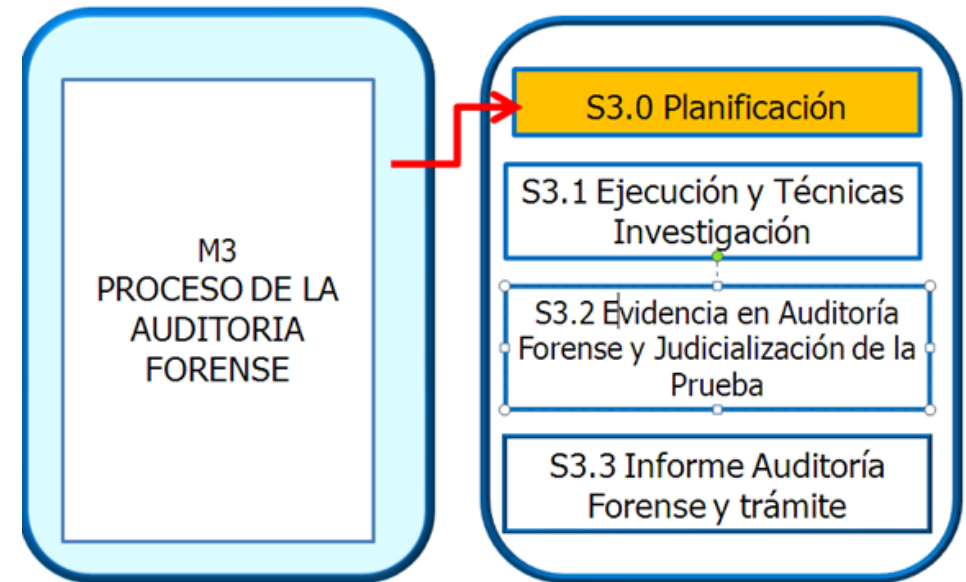 M3
PROCESO DE LA
AUDITORIA
FORENSE
S3.0 Planificación
S3.1 Ejecución y Técnicas
Investigación
S3.2 Evidencia en Auditoría
Forense y Judicialización de la
Prueba
S3.3 Informe Auditoría
Forense y trámite